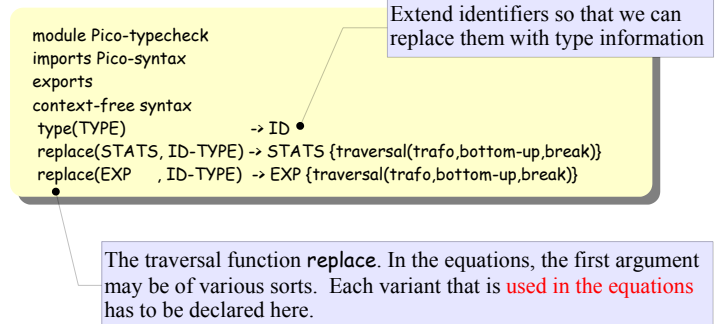 Extend identifiers so that we can
replace them with type information
module Pico-typecheck
imports Pico-syntax
exports
context-free syntax
type(TYPE) -> ID
replace(STATS, ID-TYPE) -> STATS {traversal(trafo,bottom-up,break)}
replace(EXP , ID-TYPE) -> EXP {traversal(trafo,bottom-up,break)}
The traversal function replace. In the equations, the first argument
may be of various sorts. Each variant that is used in the equations
has to be declared here.